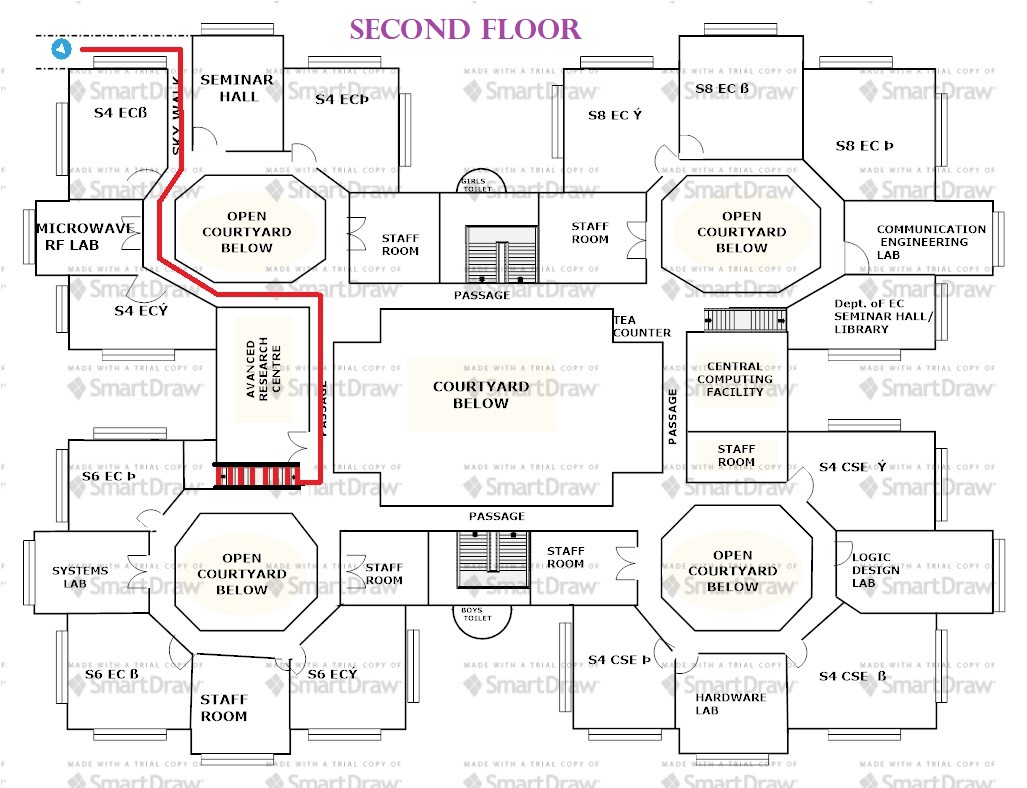 SECOND FLOOR
MADE WITH A TRIAL COPY OF
SmartDraw
SKY WALK
SEMINAR
HALL
S4 ECß
S4 ECÞ
S8 EC Ý
S8 EC ß
S8 EC Þ
GIRLS
TOILET
MICROWAVE
RF LAB
OPEN
COURTYARD
BELOW
STAFF
ROOM
STAFF
ROOM
OPEN
COURTYARD
BELOW
COMMUNICATION
ENGINEERING
LAB
S4 ECÝ
PASSAGE
TEA
COUNTER
Dept. of EC
SEMINAR HALL/
LIBRARY
AVANCED
RESEARCH
CENTRE
PASSAGE
COURTYARD
BELOW
PASSAGE
CENTRAL
COMPUTING
FACILITY
STAFF
ROOM
S6 EC Þ
S4 CSE Ý
PASSAGE
SYSTEMS
LAB
OPEN
COURTYARD
BELOW
STAFF
ROOM
STAFF
ROOM
OPEN
COURTYARD
BELOW
LOGIC
DESIGN
LAB
BOYS
TOILET
S6 EC ß
STAFF
ROOM
S6 ECÝ
S4 CSE Þ
HARDWARE
LAB
S4 CSE ß